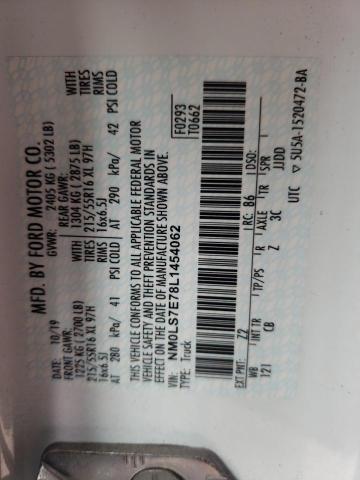 MFD. BY FORD MOTOR CO.
DATE: 10/19 GVWR: 2405 KG ( 5302 LB)
FRONT GAWR: REAR GAWR:
1225 KG ( 2700 LB) 1304 KG ( 2875 LB) WITH
215/55R16 XL 97H 215/55R16 XL 97H TIRES
16x6.5J 16x6.5J RIMS
AT 280 kPa/ 41 PSI COLD AT 290 kPa/ 42 PSI COLD
THIS VEHICLE CONFORMS TO ALL APPLICABLE FEDERAL MOTOR
VEHICLE SAFETY AND THEFT PREVENTION STANDARDS IN
EFFECT ON THE DATE OF MANUFACTURE SHOWN ABOVE.
VIN: NM0LS7E78L1454062 F0293
TYPE: Truck T0662
EXT PNT: Z2 RC: B6 DSO:
WB INT TR TP/PS R AXLE TR SPR
121 CB Z 3C JJDD
UTC ▽ 5U5A-1520472-BA